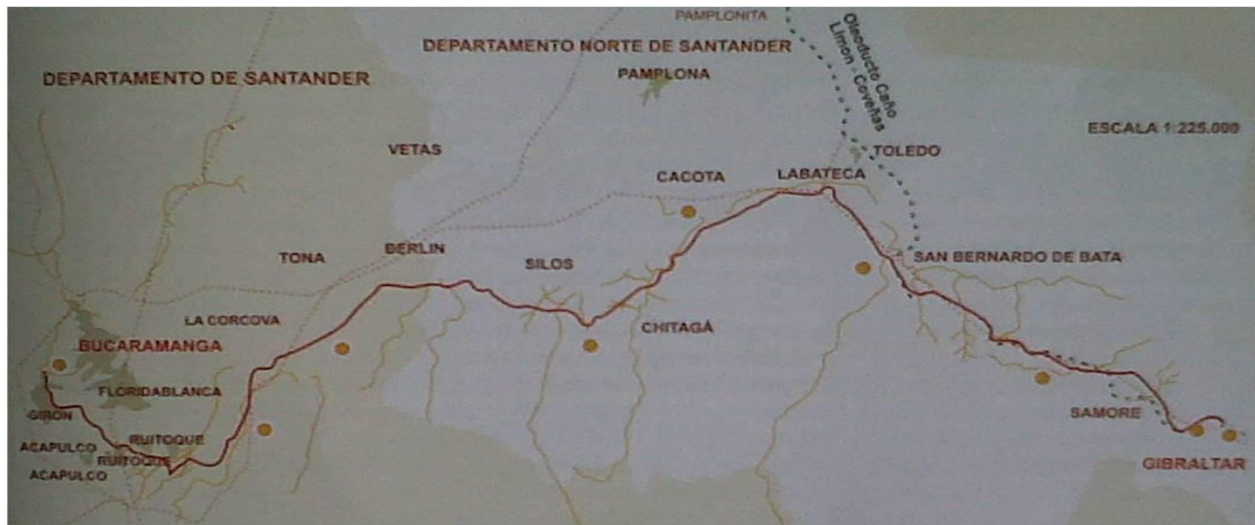 PAMPLONITA
Oleoducto Caño
Limon - Coveñas
DEPARTAMENTO NORTE DE SANTANDER
DEPARTAMENTO DE SANTANDER
PAMPLONA
ESCALA 1:225.000
VETAS
TOLEDO
CACOTA
LABATECA
BERLIN
TONA
SILOS
SAN BERNARDO DE BATA
LA CORCOVA
CHITAGÁ
BUCARAMANGA
FLORIDABLANCA
GIRON
SAMORE
ACAPULCO
RUITOQUE
RUITOQUE
ACAPULCO
GIBRALTAR